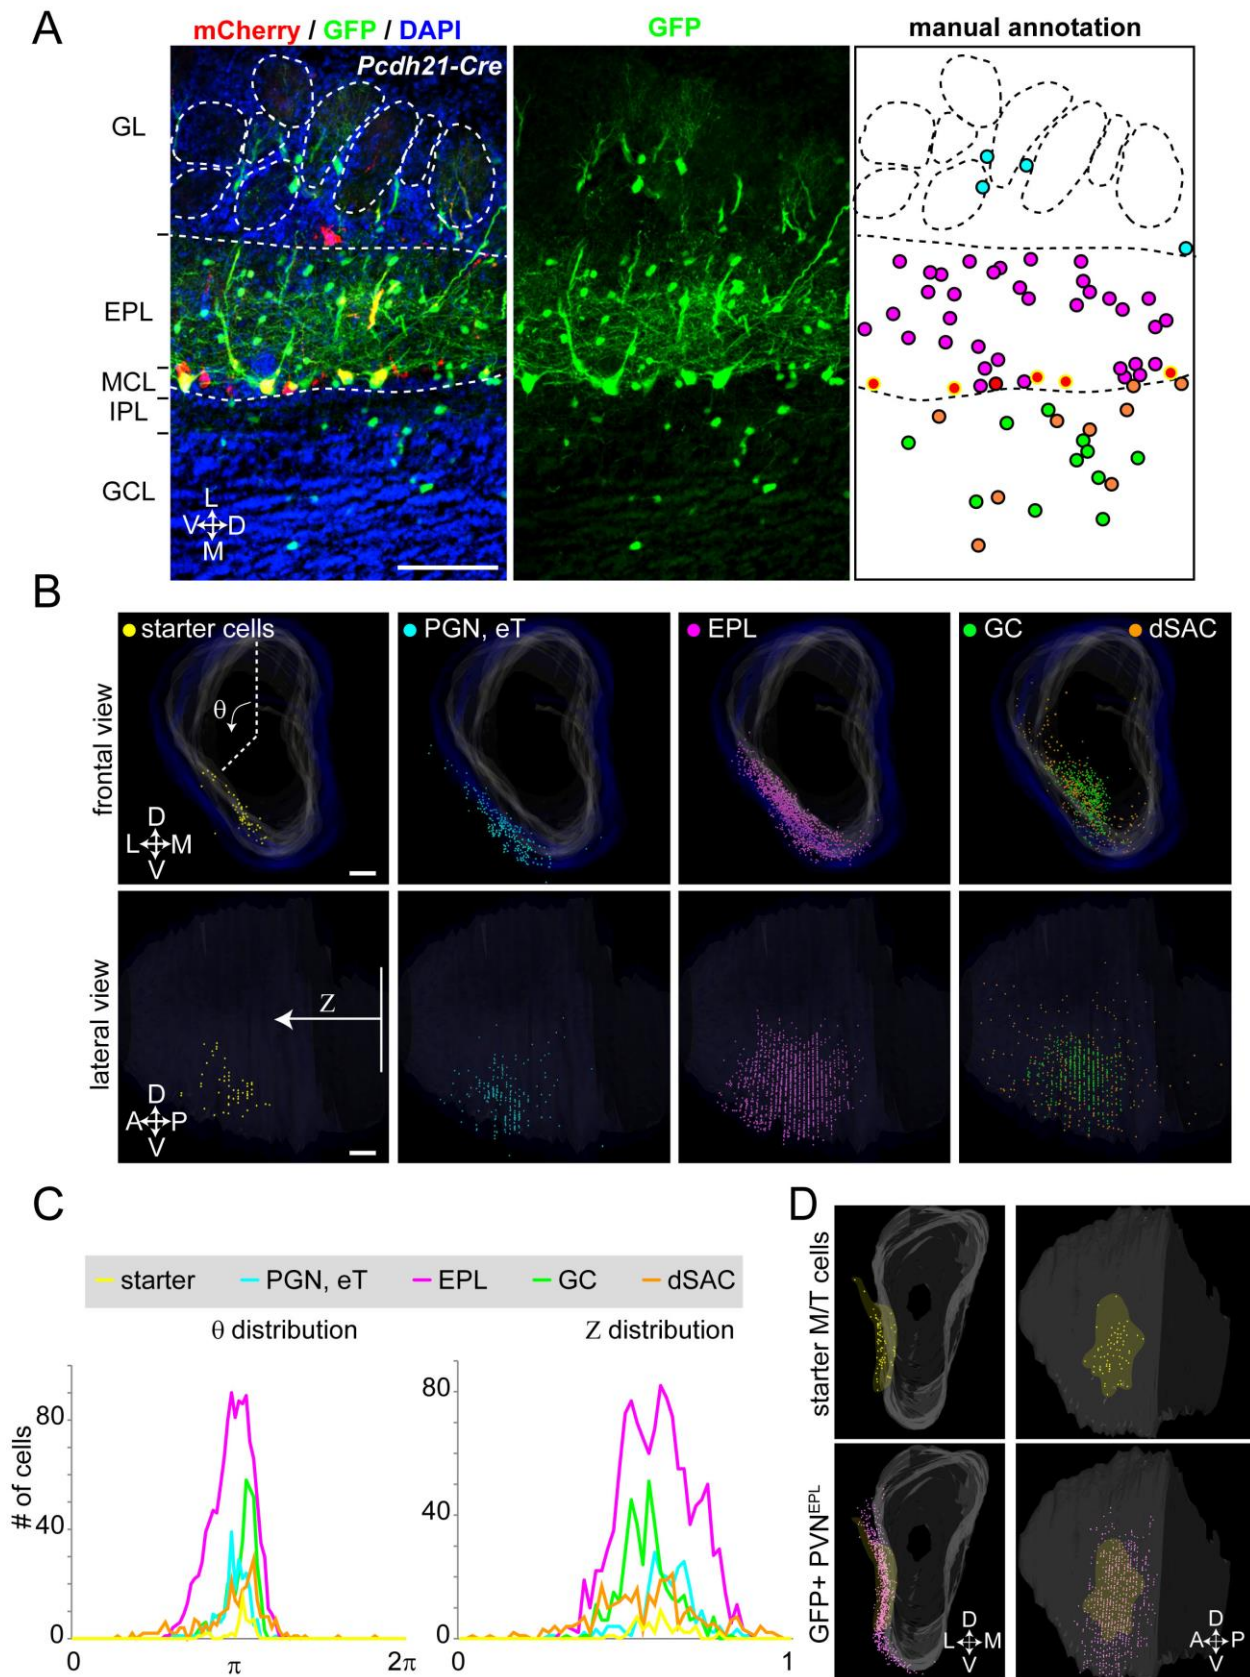 A
mCherry / GFP / DAPI
GFP
manual annotation
Pcdh21-Cre
GL
EPL
MCL
IPL
GCL
L
V D
M
B
frontal view
starter cells
PGN, eT
EPL
GC
dSAC
θ
D
L M
V
lateral view
Z
D
A P
V
C
starter
PGN, eT
EPL
GC
dSAC
θ distribution
Z distribution
# of cells
80
40
0
0
π
2π
80
40
0
0
1
D
starter M/T cells
GFP+ PVN^EPL
D
L M
V
D
A P
V